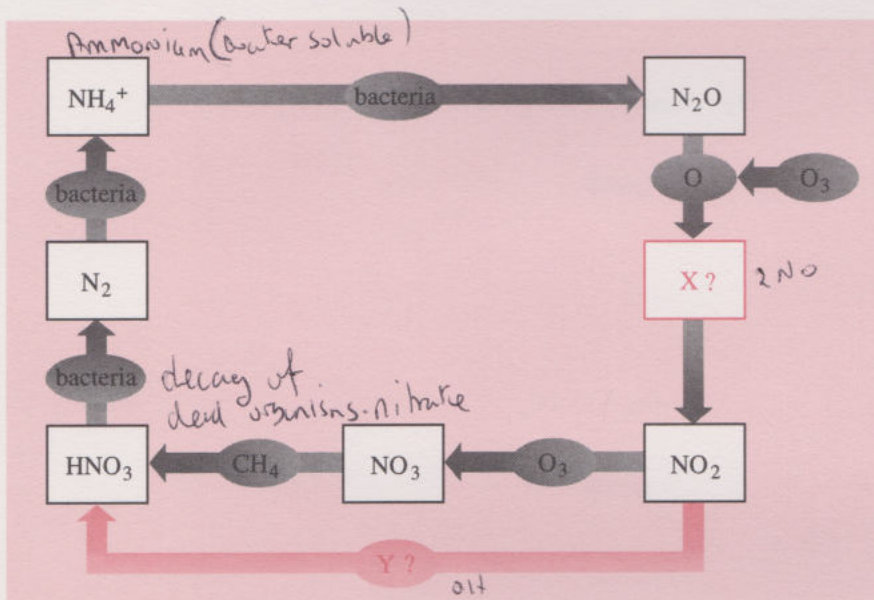 Ammonium (water soluble)
NH₄⁺
bacteria
N₂O
O
O₃
bacteria
N₂
X ?
2 NO
bacteria
decay of
dead organisms. nitrate
HNO₃
CH₄
NO₃
O₃
NO₂
Y ?
OH